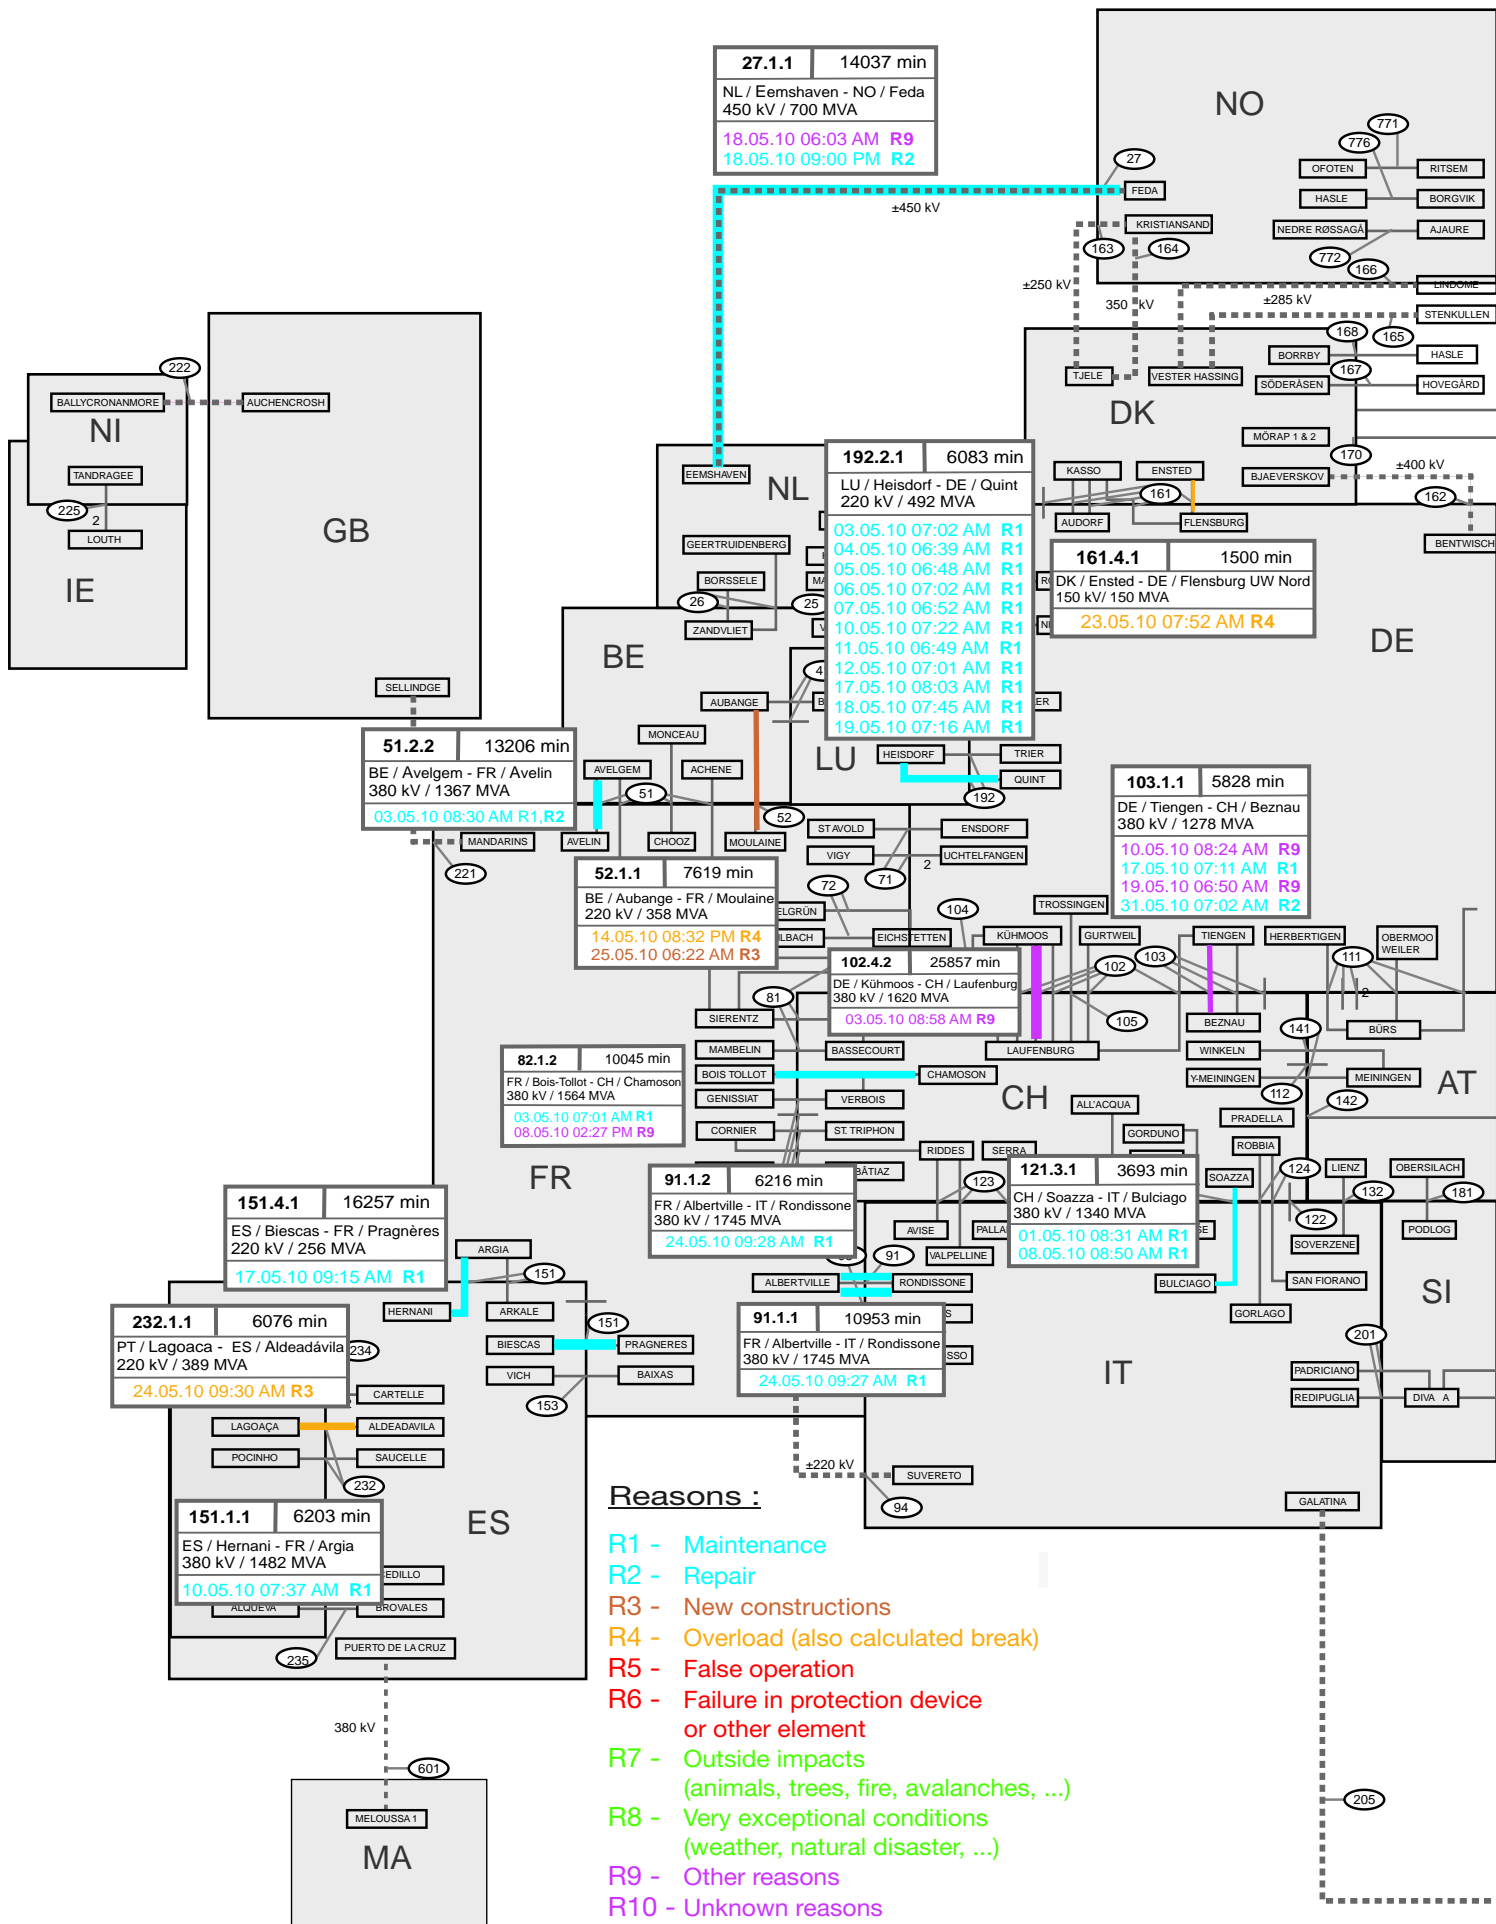 27.1.1 14037 min
NL / Eemshaven - NO / Feda
450 kV / 700 MVA
18.05.10 06:03 AM R9
18.05.10 09:00 PM R2
NO
771
776
27
OFOTEN RITSEM
FEDA
HASLE BORGVIK
±450 kV
KRISTIANSAND
NEDRE RØSSAGÅ AJAURE
163 164
772
166
±250 kV
LINDOME
350 kV
±285 kV
STENKULLEN
168 165
BORRBY HASLE
222
167
TJELE VESTER HASSING
SÖDERÅSEN HOVEGÅRD
BALLYCRONANMORE AUCHENCROSH
DK
NI
MÖRAP 1 & 2
170
±400 kV
TANDRAGEE
EEMSHAVEN
NL
KASSO ENSTED
BJAEVERSKOV
161
162
225
2
AUDORF FLENSBURG
LOUTH
GB
BENTWISCH
GEERTRUIDENBERG
IE
BORSSELE
26 25
ZANDVLIET
192.2.1 6083 min
LU / Heisdorf - DE / Quint
220 kV / 492 MVA
03.05.10 07:02 AM R1
04.05.10 06:39 AM R1
05.05.10 06:48 AM R1
06.05.10 07:02 AM R1
07.05.10 06:52 AM R1
10.05.10 07:22 AM R1
11.05.10 06:49 AM R1
12.05.10 07:01 AM R1
17.05.10 08:03 AM R1
18.05.10 07:45 AM R1
19.05.10 07:16 AM R1
161.4.1 1500 min
DK / Ensted - DE / Flensburg UW Nord
150 kV/ 150 MVA
23.05.10 07:52 AM R4
DE
BE
SELLINDGE
AUBANGE
ER
MONCEAU
51.2.2 13206 min
BE / Avelgem - FR / Avelin
380 kV / 1367 MVA
03.05.10 08:30 AM R1,R2
AVELGEM ACHENE
LU
HEISDORF TRIER
QUINT
51
192
52
MANDARINS AVELIN CHOOZ MOULAINE
ST AVOLD ENSDORF
VIGY UCHTELFANGEN
221
71
2
103.1.1 5828 min
DE / Tiengen - CH / Beznau
380 kV / 1278 MVA
10.05.10 08:24 AM R9
17.05.10 07:11 AM R1
19.05.10 06:50 AM R9
31.05.10 07:02 AM R2
52.1.1 7619 min
BE / Aubange - FR / Moulaine
220 kV / 358 MVA
14.05.10 08:32 PM R4
25.05.10 06:22 AM R3
72
104
TROSSINGEN
ELGRÜN
LBACH EICHSTETTEN
KÜHMOOS GURTWEIL TIENGEN HERBERTIGEN
OBERMOO
WEILER
102 103 111
102.4.2 25857 min
DE / Kühmoos - CH / Laufenburg
380 kV / 1620 MVA
03.05.10 08:58 AM R9
2
81
105
SIERENTZ
BEZNAU BÜRS
141
MAMBELIN BASSECOURT LAUFENBURG WINKELN
82.1.2 10045 min
FR / Bois-Tollot - CH / Chamoson
380 kV / 1564 MVA
03.05.10 07:01 AM R1
08.05.10 02:27 PM R9
BOIS TOLLOT CHAMOSON
Y-MEININGEN MEININGEN
AT
GENISSIAT VERBOIS
CH
112 142
ALL'ACQUA
PRADELLA
CORNIER ST. TRIPHON
GORDUNO
ROBBIA
RIDDES SERRA
124
BÂTIAZ
FR
SOAZZA
LIENZ OBERSILACH
91.1.2 6216 min
FR / Albertville - IT / Rondissone
380 kV / 1745 MVA
24.05.10 09:28 AM R1
121.3.1 3693 min
CH / Soazza - IT / Bulciago
380 kV / 1340 MVA
01.05.10 08:31 AM R1
08.05.10 08:50 AM R1
123
132 181
151.4.1 16257 min
ES / Biescas - FR / Pragnères
220 kV / 256 MVA
17.05.10 09:15 AM R1
122
AVISE PALLA SE
PODLOG
SOVERZENE
ARGIA
VALPELLINE
91
151
ALBERTVILLE RONDISSONE
BULCIAGO
SAN FIORANO
HERNANI ARKALE
GORLAGO
SI
232.1.1 6076 min
PT / Lagoaca - ES / Aldeadávila
220 kV / 389 MVA
24.05.10 09:30 AM R3
234
151
BIESCAS PRAGNERES
91.1.1 10953 min
FR / Albertville - IT / Rondissone
380 kV / 1745 MVA
24.05.10 09:27 AM R1
S
SSO
201
VICH BAIXAS
IT
PADRICIANO
CARTELLE
153
REDIPUGLIA DIVA A
LAGOAÇA ALDEADAVILA
POCINHO SAUCELLE
±220 kV
SUVERETO
232
94
GALATINA
151.1.1 6203 min
ES / Hernani - FR / Argia
380 kV / 1482 MVA
10.05.10 07:37 AM R1
ES
CEDILLO
ALQUEVA BROVALES
235
PUERTO DE LA CRUZ
380 kV
601
MELOUSSA 1
MA
205
Reasons :
R1 - Maintenance
R2 - Repair
R3 - New constructions
R4 - Overload (also calculated break)
R5 - False operation
R6 - Failure in protection device
or other element
R7 - Outside impacts
(animals, trees, fire, avalanches, ...)
R8 - Very exceptional conditions
(weather, natural disaster, ...)
R9 - Other reasons
R10 - Unknown reasons